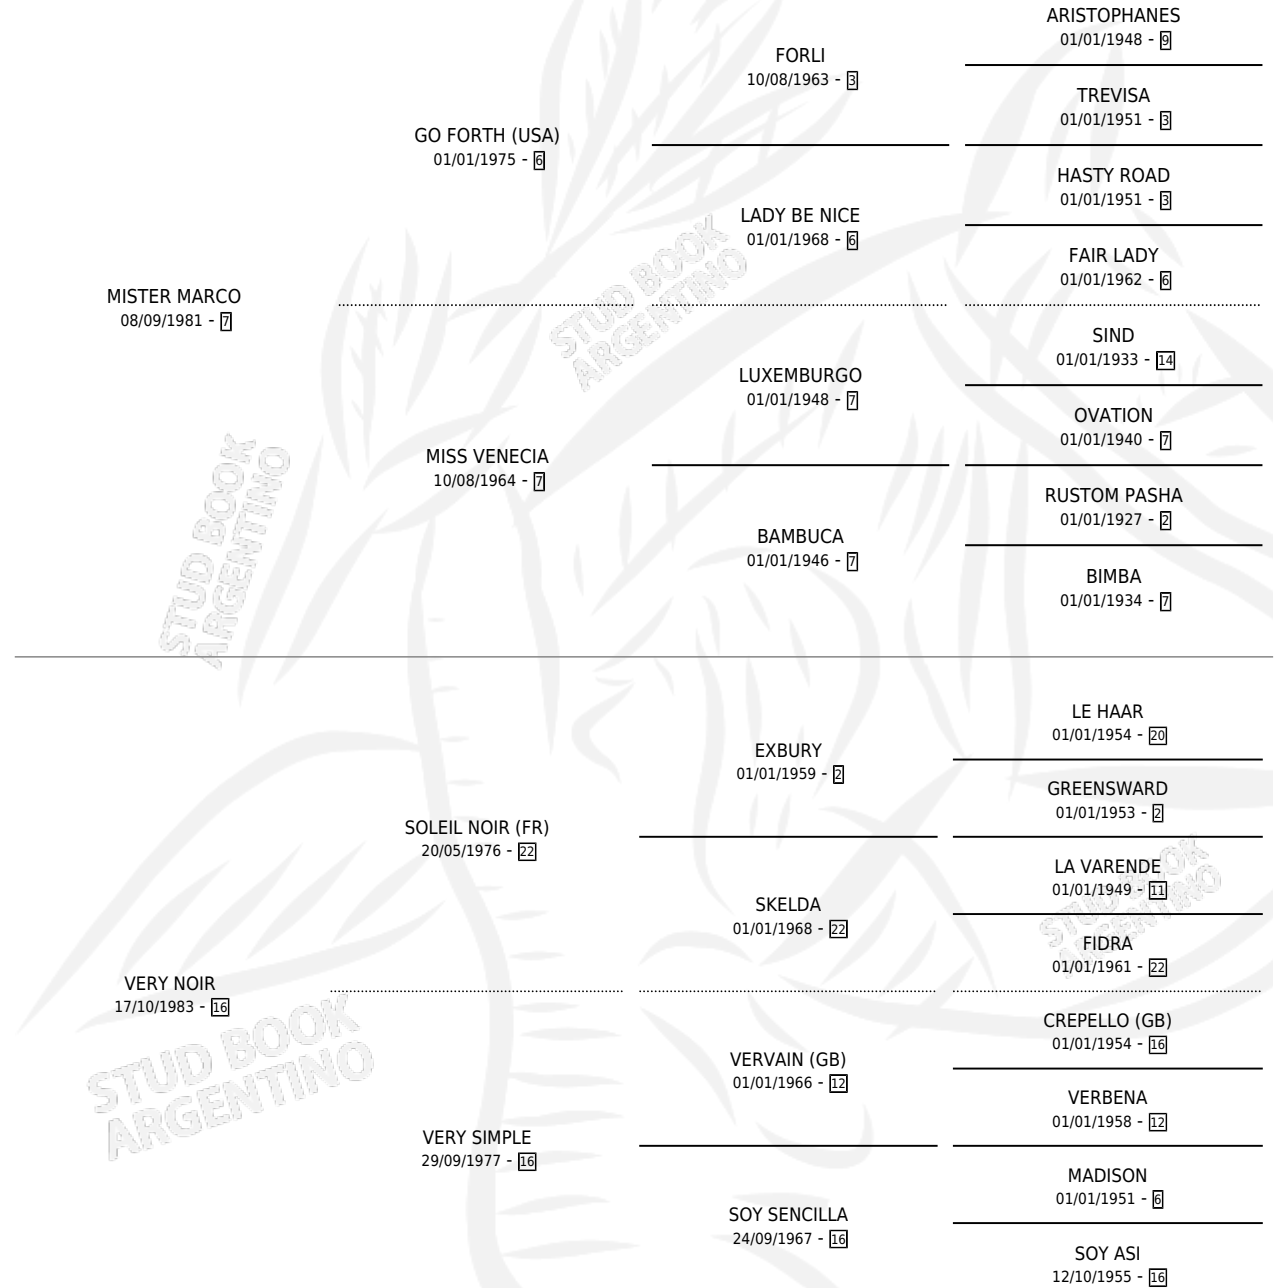 ARISTOPHANES
01/01/1948 - 9
FORLI
10/08/1963 - 3
TREVISA
01/01/1951 - 3
GO FORTH (USA)
01/01/1975 - 6
HASTY ROAD
01/01/1951 - 3
LADY BE NICE
01/01/1968 - 6
FAIR LADY
01/01/1962 - 6
MISTER MARCO
08/09/1981 - 7
SIND
01/01/1933 - 14
LUXEMBURGO
01/01/1948 - 7
OVATION
01/01/1940 - 7
MISS VENECIA
10/08/1964 - 7
RUSTOM PASHA
01/01/1927 - 2
BAMBUCA
01/01/1946 - 7
BIMBA
01/01/1934 - 7
LE HAAR
01/01/1954 - 20
EXBURY
01/01/1959 - 2
GREENSWARD
01/01/1953 - 2
SOLEIL NOIR (FR)
20/05/1976 - 22
LA VARENDE
01/01/1949 - 11
SKELDA
01/01/1968 - 22
FIDRA
01/01/1961 - 22
VERY NOIR
17/10/1983 - 16
CREPELLO (GB)
01/01/1954 - 16
VERVAIN (GB)
01/01/1966 - 12
VERBENA
01/01/1958 - 12
VERY SIMPLE
29/09/1977 - 16
MADISON
01/01/1951 - 6
SOY SENCILLA
24/09/1967 - 16
SOY ASI
12/10/1955 - 16
STUD BOOK
ARGENTINO
STUD BOOK
ARGENTINO
STUD BOOK
ARGENTINO
STUD BOOK
ARGENTINO